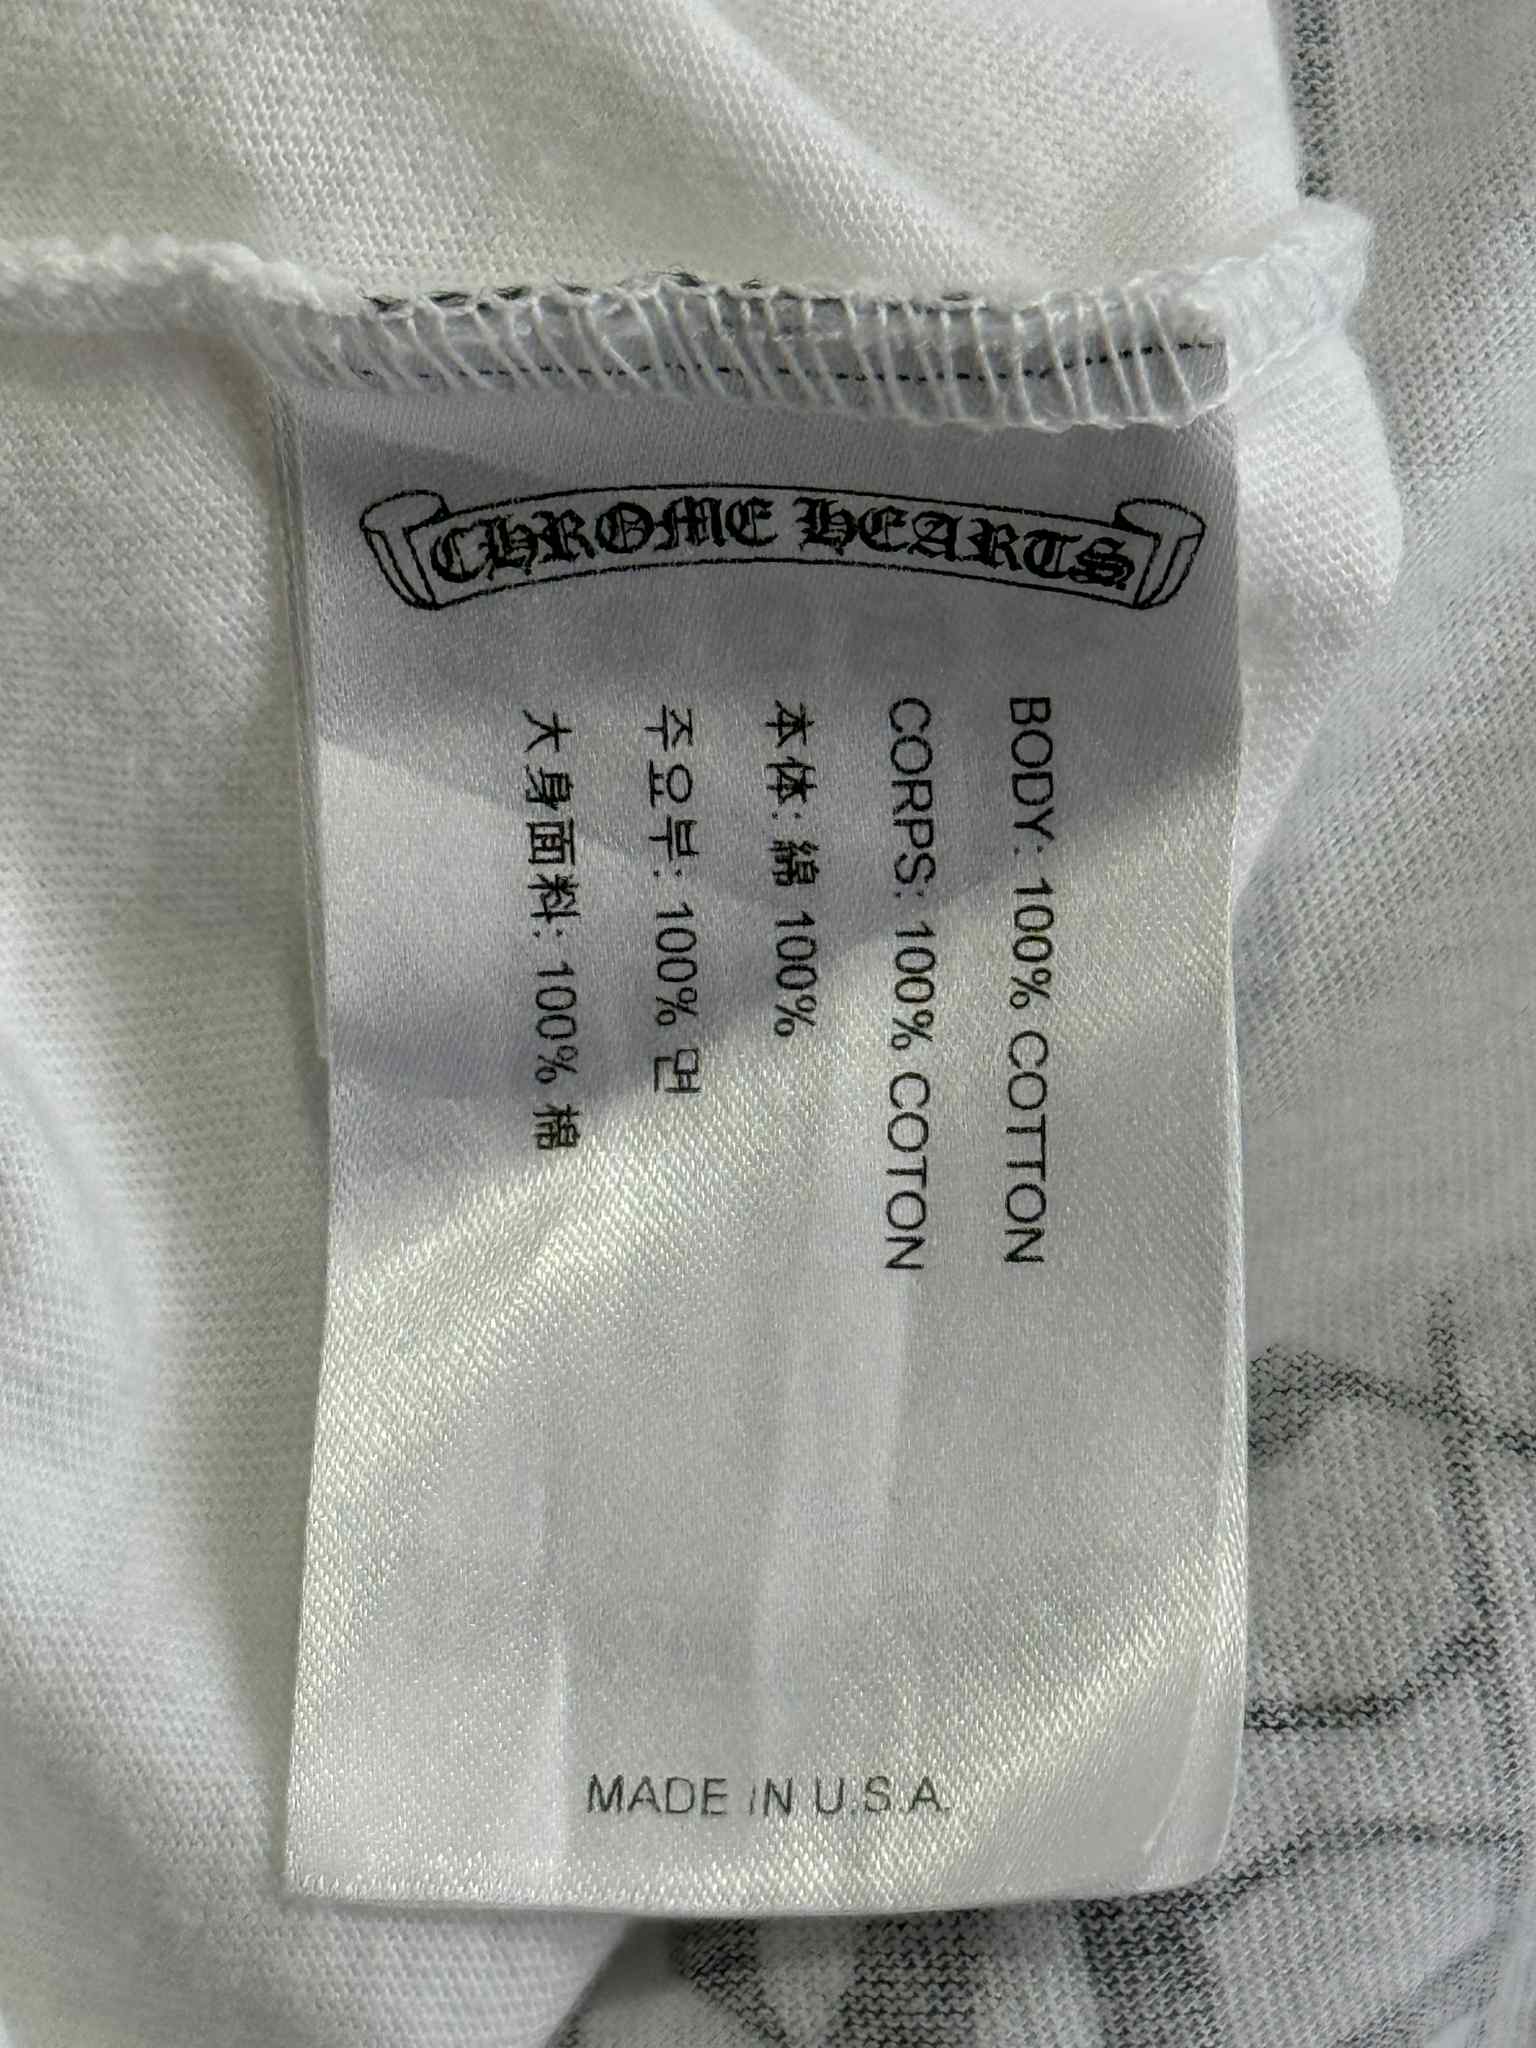 CHROME HEARTS
BODY: 100% COTTON
CORPS: 100% COTON
本体: 綿 100%
주요부: 100% 면
大身面料: 100% 棉
MADE IN U.S.A.